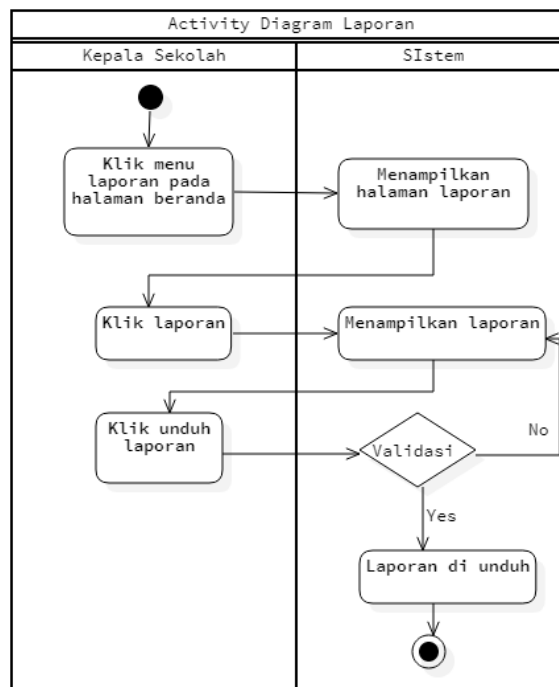 Activity Diagram Laporan
Kepala Sekolah
SIstem
Klik menu
laporan pada
halaman beranda
Menampilkan
halaman laporan
Klik laporan
Menampilkan laporan
Klik unduh
laporan
Validasi
No
Yes
Laporan di unduh